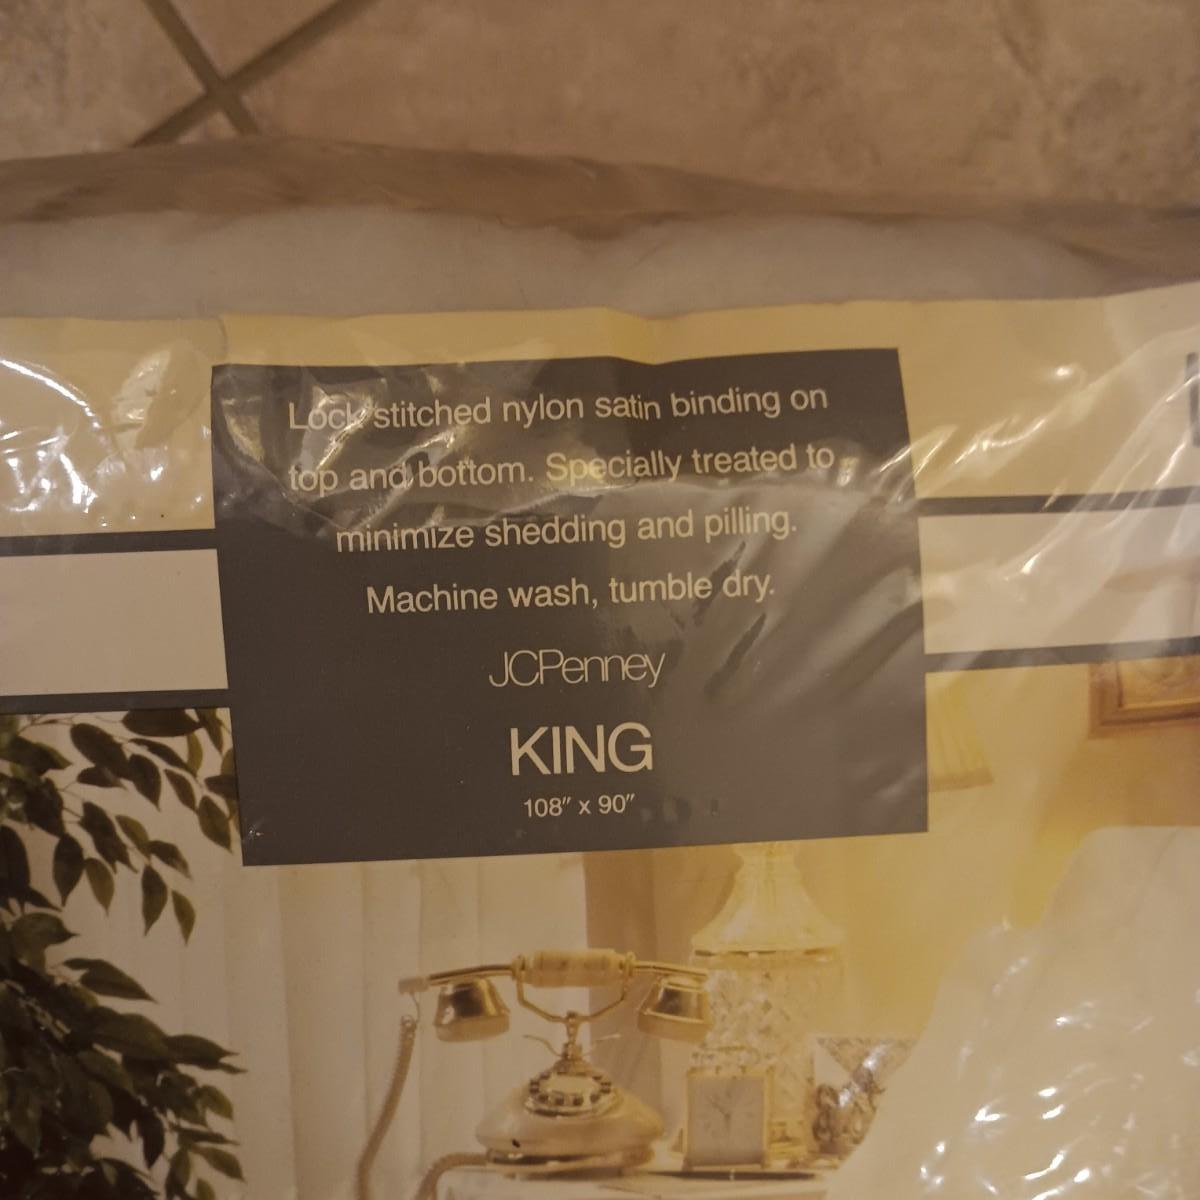 Lock stitched nylon satin binding on
top and bottom. Specially treated to
minimize shedding and pilling.
Machine wash, tumble dry.
JCPenney
KING
108" x 90"